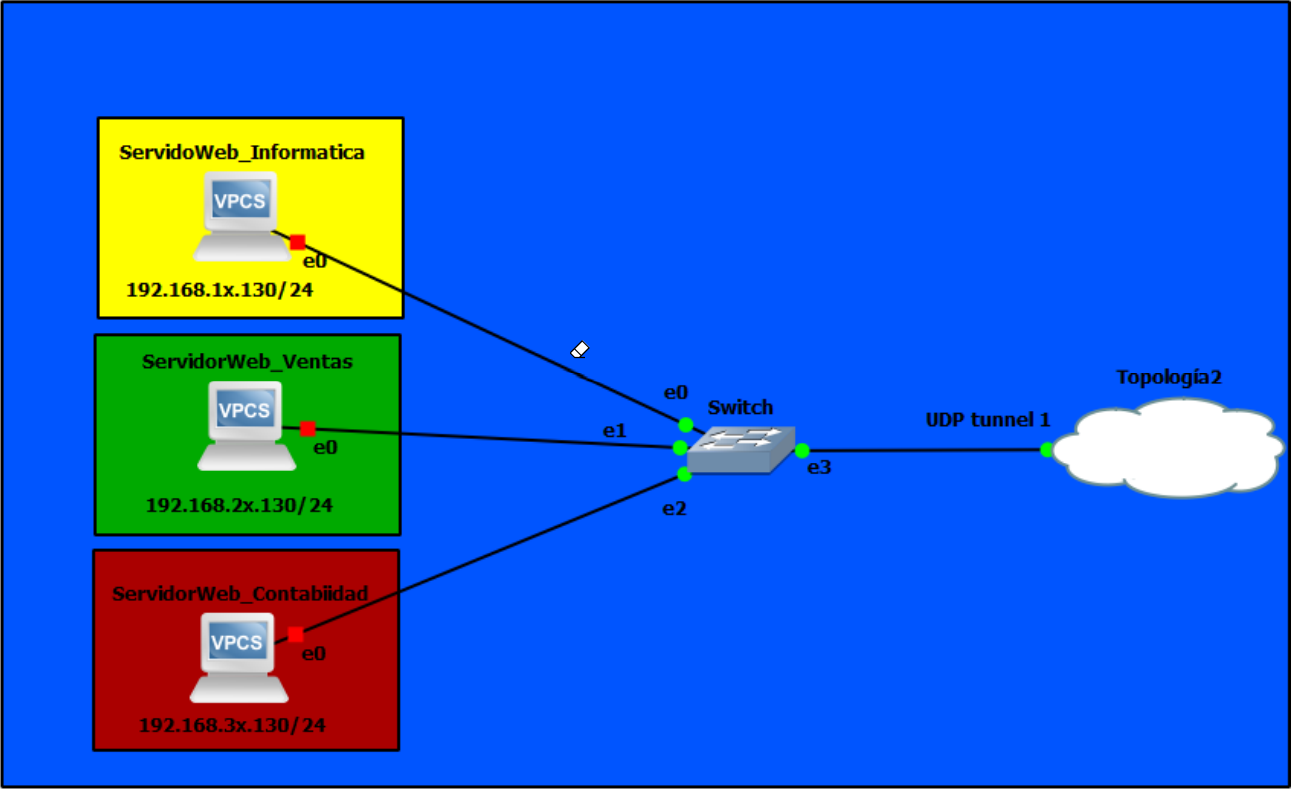 ServidoWeb_Informatica
VPCS
e0
192.168.1x.130/24
ServidorWeb_Ventas
VPCS
e0
192.168.2x.130/24
ServidorWeb_Contabiidad
VPCS
e0
192.168.3x.130/24
e0
Switch
e1
e2
e3
UDP tunnel 1
Topología2